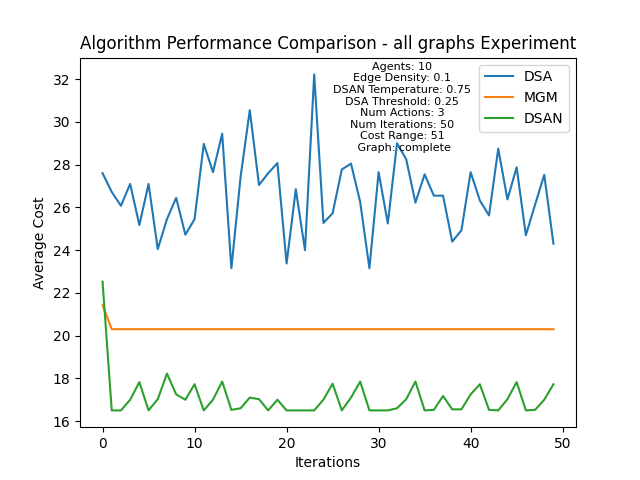 Algorithm Performance Comparison - all graphs Experiment
Agents: 10
Edge Density: 0.1
DSAN Temperature: 0.75
DSA Threshold: 0.25
Num Actions: 3
Num Iterations: 50
Cost Range: 51
Graph: complete
DSA
MGM
DSAN
Average Cost
32
30
28
26
24
22
20
18
16
0
10
20
30
40
50
Iterations